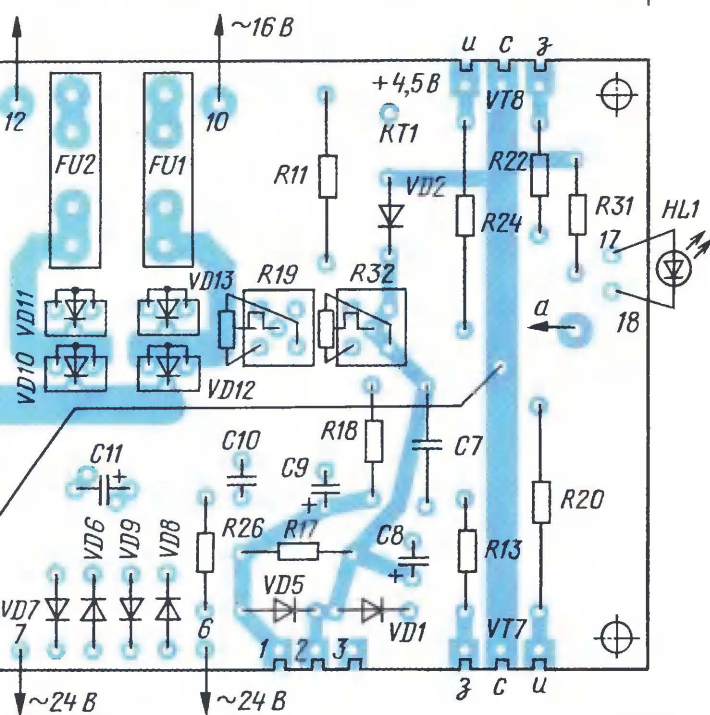 ~16 В
и с з
+4,5 В
12
10
КТ1
VT8
FU2
FU1
R11
VD2
R22
R24
R31
HL1
17
VD13
R19
R32
VD11
а
18
VD10
VD12
R18
C7
C11
+
C10
C9
+
R20
VD6
VD9
VD8
R26
R17
C8
+
R13
VD7
VD5
VD1
7
6
1
2
3
VT7
~24 В
~24 В
з с и